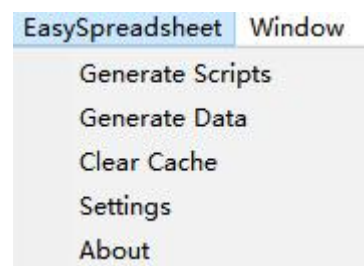 EasySpreadsheet Window
Generate Scripts
Generate Data
Clear Cache
Settings
About